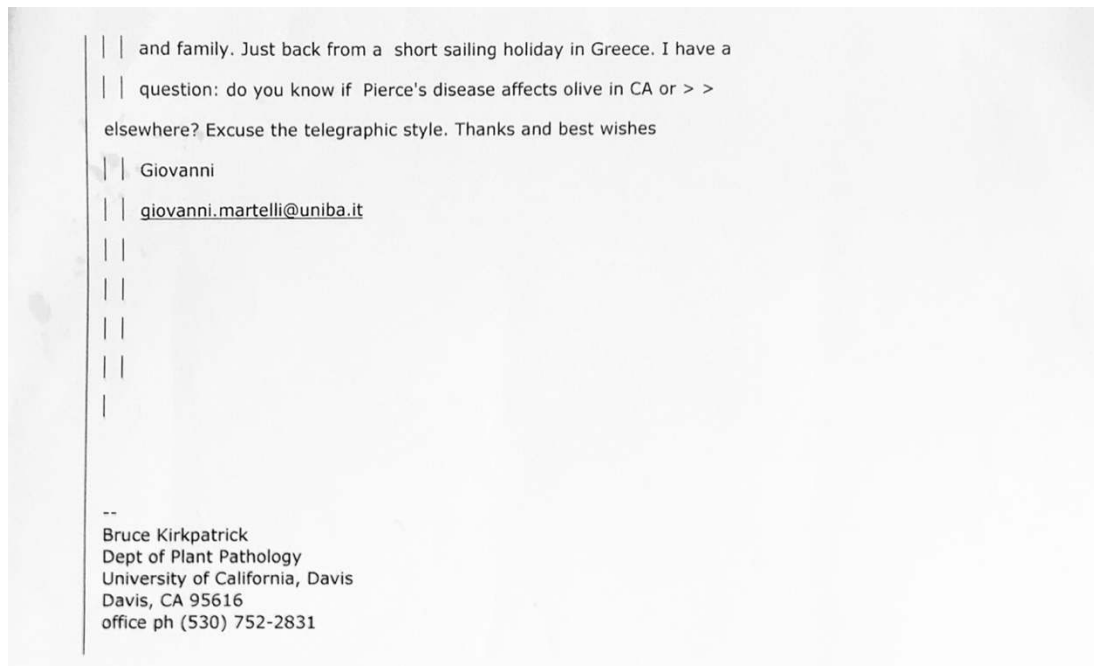 | | and family. Just back from a  short sailing holiday in Greece. I have a
| | question: do you know if  Pierce's disease affects olive in CA or > >
elsewhere? Excuse the telegraphic style. Thanks and best wishes
| | Giovanni
| | giovanni.martelli@uniba.it
| |
| |
| |
| |
|
--
Bruce Kirkpatrick
Dept of Plant Pathology
University of California, Davis
Davis, CA 95616
office ph (530) 752-2831